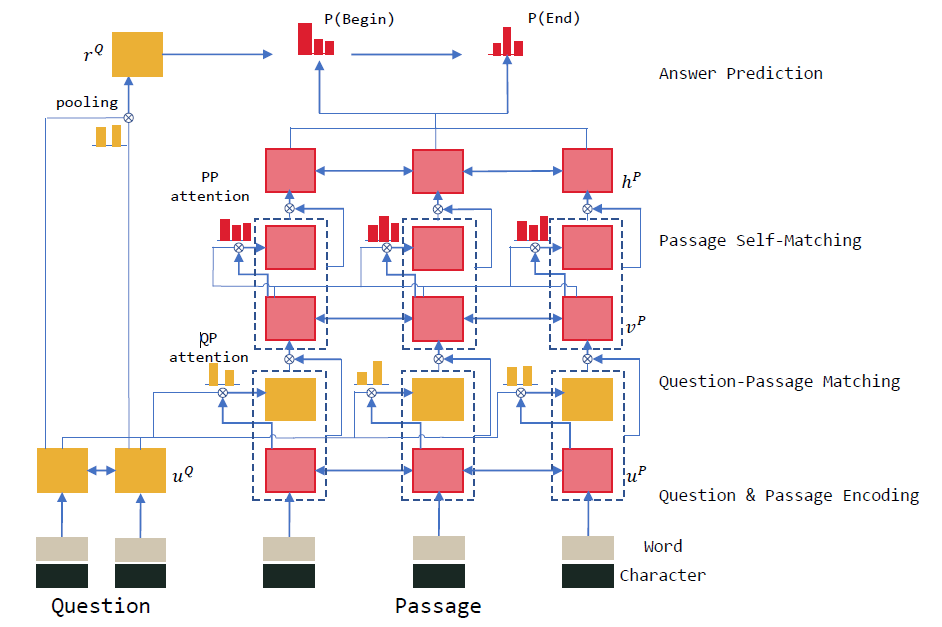 P(Begin)
P(End)
r^Q
Answer Prediction
pooling
PP
attention
h^P
Passage Self-Matching
v^P
QP
attention
Question-Passage Matching
u^Q
u^P
Question & Passage Encoding
Word
Character
Question
Passage